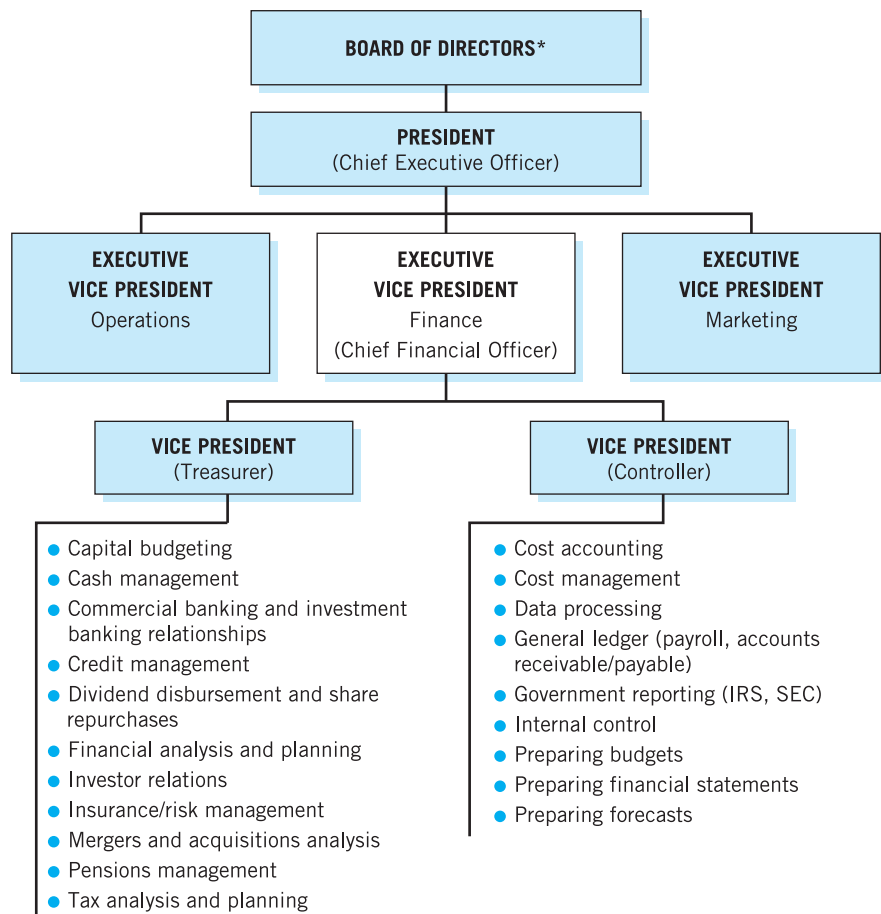 BOARD OF DIRECTORS*
PRESIDENT
(Chief Executive Officer)
EXECUTIVE
VICE PRESIDENT
Operations
EXECUTIVE
VICE PRESIDENT
Finance
(Chief Financial Officer)
EXECUTIVE
VICE PRESIDENT
Marketing
VICE PRESIDENT
(Treasurer)
● Capital budgeting
● Cash management
● Commercial banking and investment
banking relationships
● Credit management
● Dividend disbursement and share
repurchases
● Financial analysis and planning
● Investor relations
● Insurance/risk management
● Mergers and acquisitions analysis
● Pensions management
● Tax analysis and planning
VICE PRESIDENT
(Controller)
● Cost accounting
● Cost management
● Data processing
● General ledger (payroll, accounts
receivable/payable)
● Government reporting (IRS, SEC)
● Internal control
● Preparing budgets
● Preparing financial statements
● Preparing forecasts